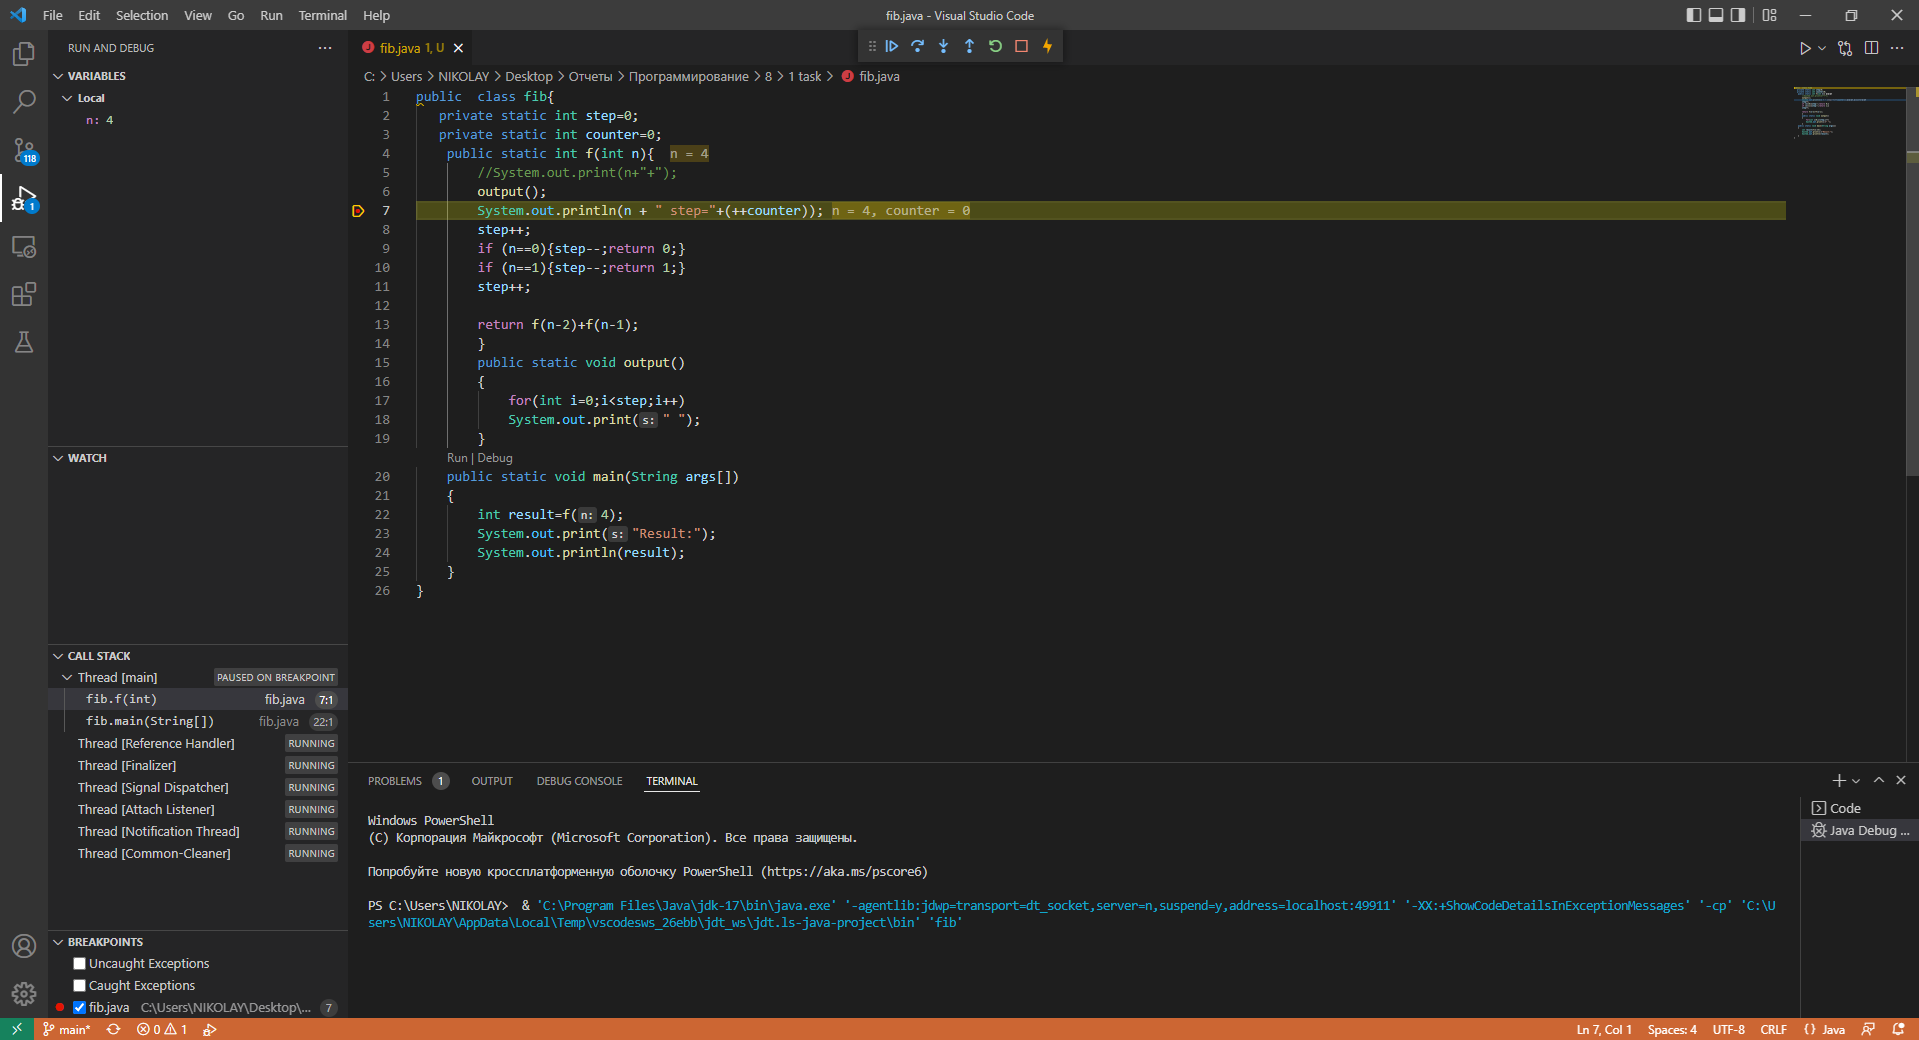 File Edit Selection View Go Run Terminal Help
fib.java - Visual Studio Code
RUN AND DEBUG
fib.java 1, U
C: > Users > NIKOLAY > Desktop > Отчеты > Программирование > 8 > 1 task > fib.java
VARIABLES
Local
n: 4
118
1
WATCH
CALL STACK
Thread [main] PAUSED ON BREAKPOINT
fib.f(int) fib.java 7:1
fib.main(String[]) fib.java 22:1
Thread [Reference Handler] RUNNING
Thread [Finalizer] RUNNING
Thread [Signal Dispatcher] RUNNING
Thread [Attach Listener] RUNNING
Thread [Notification Thread] RUNNING
Thread [Common-Cleaner] RUNNING
BREAKPOINTS
Uncaught Exceptions
Caught Exceptions
fib.java C:\Users\NIKOLAY\Desktop\... 7
1 public  class fib{
2 private static int step=0;
3 private static int counter=0;
4 public static int f(int n){ n = 4
5 //System.out.print(n+"+");
6 output();
7 System.out.println(n + " step="+(++counter)); n = 4, counter = 0
8 step++;
9 if (n==0){step--;return 0;}
10 if (n==1){step--;return 1;}
11 step++;
12
13 return f(n-2)+f(n-1);
14 }
15 public static void output()
16 {
17 for(int i=0;i<step;i++)
18 System.out.print(s: " ");
19 }
Run | Debug
20 public static void main(String args[])
21 {
22 int result=f(n: 4);
23 System.out.print(s: "Result:");
24 System.out.println(result);
25 }
26 }
PROBLEMS 1 OUTPUT DEBUG CONSOLE TERMINAL
Windows PowerShell
(C) Корпорация Майкрософт (Microsoft Corporation). Все права защищены.
Попробуйте новую кроссплатформенную оболочку PowerShell (https://aka.ms/pscore6)
PS C:\Users\NIKOLAY>  & 'C:\Program Files\Java\jdk-17\bin\java.exe' '-agentlib:jdwp=transport=dt_socket,server=n,suspend=y,address=localhost:49911' '-XX:+ShowCodeDetailsInExceptionMessages' '-cp' 'C:\U
sers\NIKOLAY\AppData\Local\Temp\vscodesws_26ebb\jdt_ws\jdt.ls-java-project\bin' 'fib'
Code
Java Debug ...
main* 0 1
Ln 7, Col 1 Spaces: 4 UTF-8 CRLF {} Java